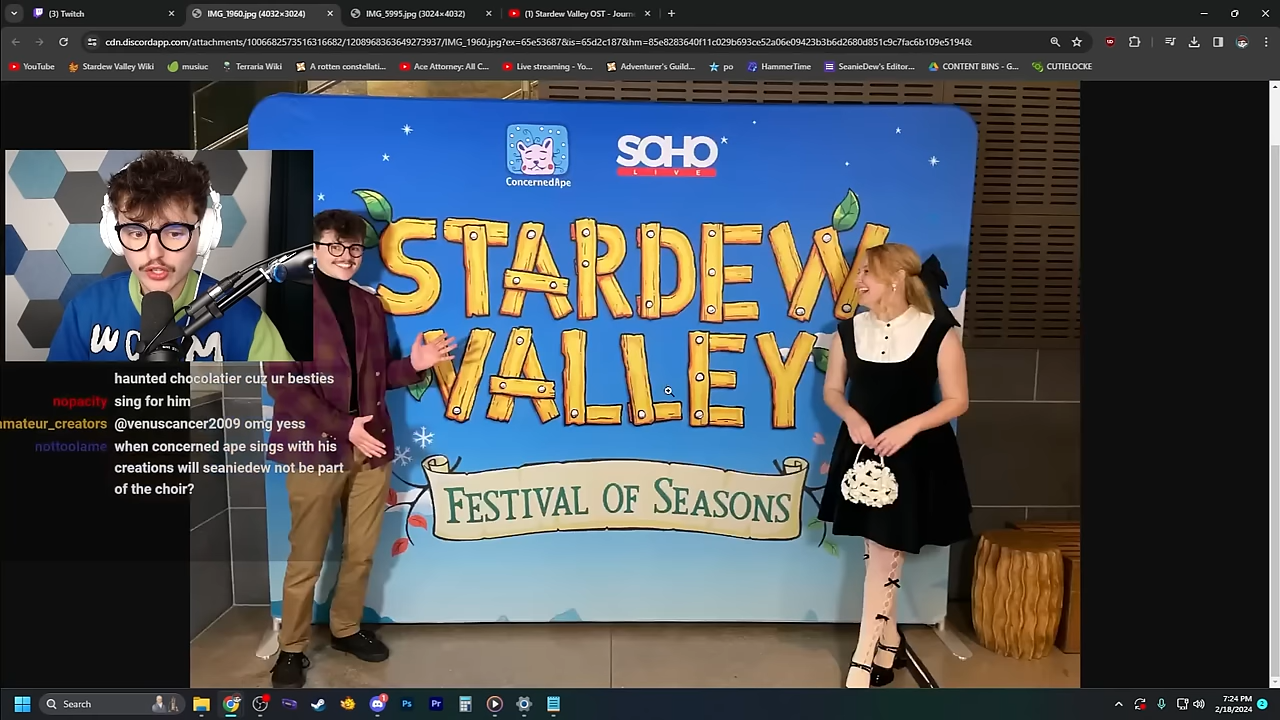 (3) Twitch
IMG_1960.jpg (4032×3024)
IMG_5995.jpg (3024×4032)
(1) Stardew Valley OST - Journ
cdn.discordapp.com/attachments/1006682573516316682/1208968363649273937/IMG_1960.jpg?ex=65e53687&is=65d2c187&hm=85e8283640f11c029b693ce52a06e09423b3b6d2680d851c9c7fac6b109e5194&
YouTube
Stardew Valley Wiki
musiuc
Terraria Wiki
A rotten constellati...
Ace Attorney: All C...
Live streaming - Yo...
Adventurer's Guild...
po
HammerTime
SeanieDew's Editor...
CONTENT BINS - G...
CUTIELOCKE
ConcernedApe
SOHO
LIVE
STARDEW
VALLEY
FESTIVAL OF SEASONS
haunted chocolatier cuz ur besties
nopacity sing for him
amateur_creators @venuscancer2009 omg yess
nottoolame when concerned ape sings with his
creations will seaniedew not be part
of the choir?
Search
7:24 PM
2/18/2024